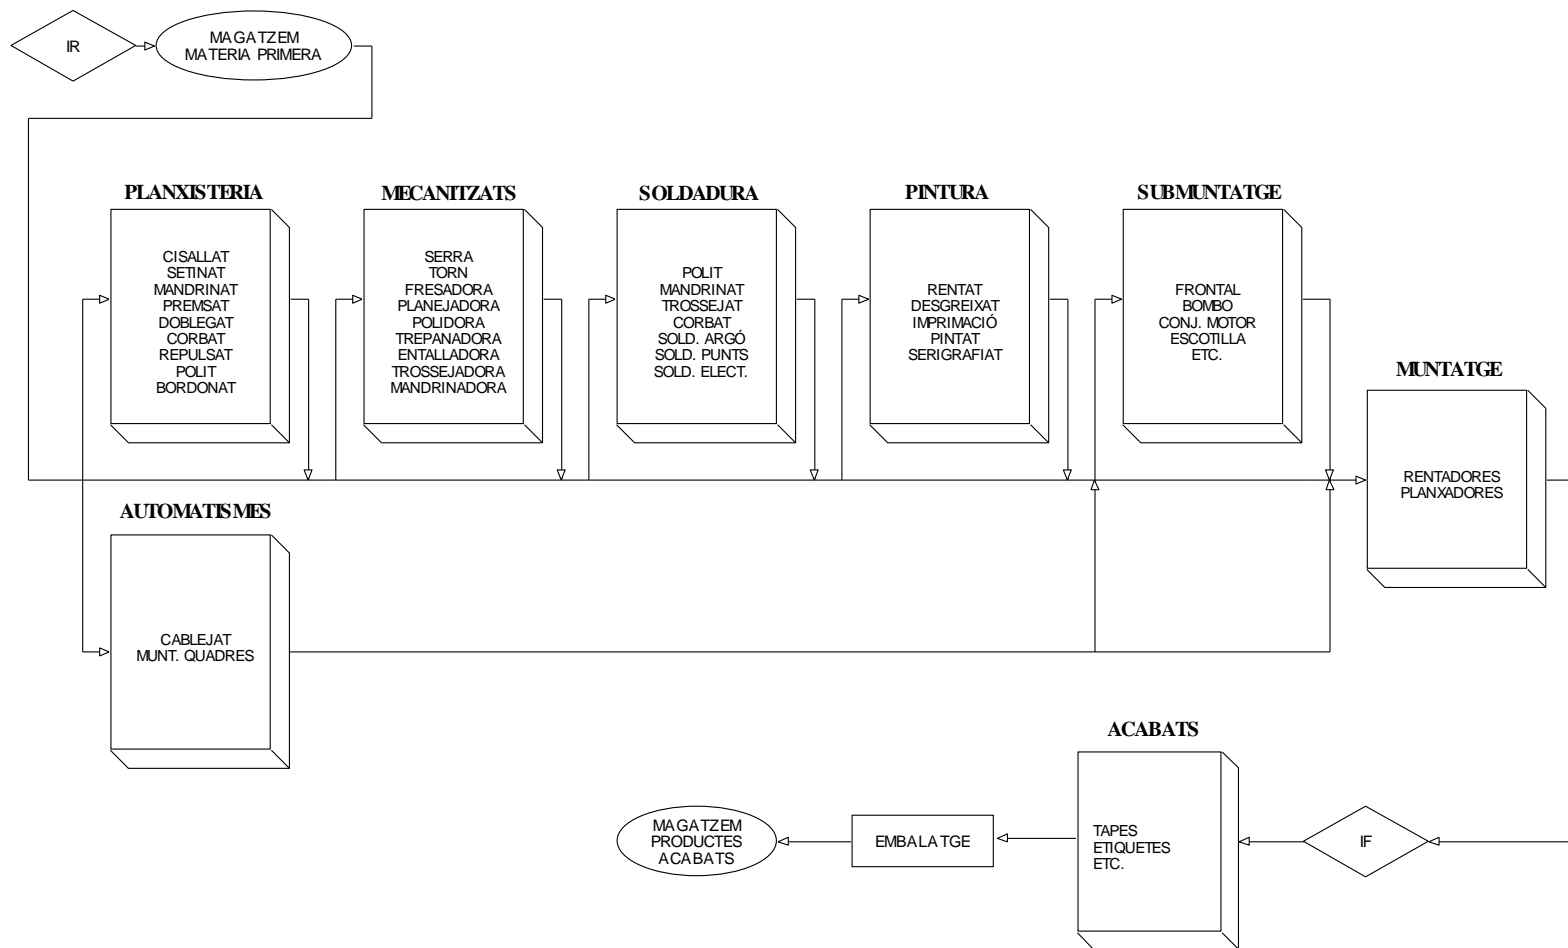 IR
MAGATZEM
MATERIA PRIMERA
PLANXISTERIA
CISALLAT
SETINAT
MANDRINAT
PREMSAT
DOBLEGAT
CORBAT
REPULSAT
POLIT
BORDONAT
MECANITZATS
SERRA
TORN
FRESADORA
PLANEJADORA
POLIDORA
TREPANADORA
ENTALLADORA
TROSSEJADORA
MANDRINADORA
SOLDADURA
POLIT
MANDRINAT
TROSSEJAT
CORBAT
SOLD. ARGÓ
SOLD. PUNTS
SOLD. ELECT.
PINTURA
RENTAT
DESGREIXAT
IMPRIMACIÓ
PINTAT
SERIGRAFIAT
SUBMUNTATGE
FRONTAL
BOMBO
CONJ. MOTOR
ESCOTILLA
ETC.
MUNTATGE
RENTADORES
PLANXADORES
AUTOMATISMES
CABLEJAT
MUNT. QUADRES
ACABATS
TAPES
ETIQUETES
ETC.
IF
EMBALATGE
MAGATZEM
PRODUCTES
ACABATS